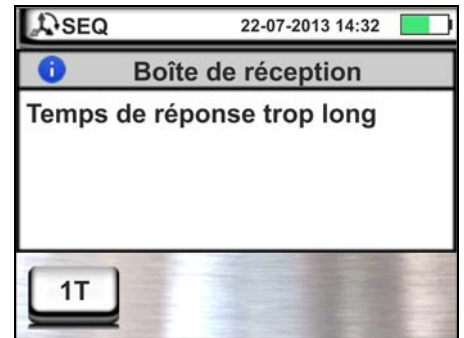 SEQ 22-07-2013 14:32
Boîte de réception
Temps de réponse trop long
1T